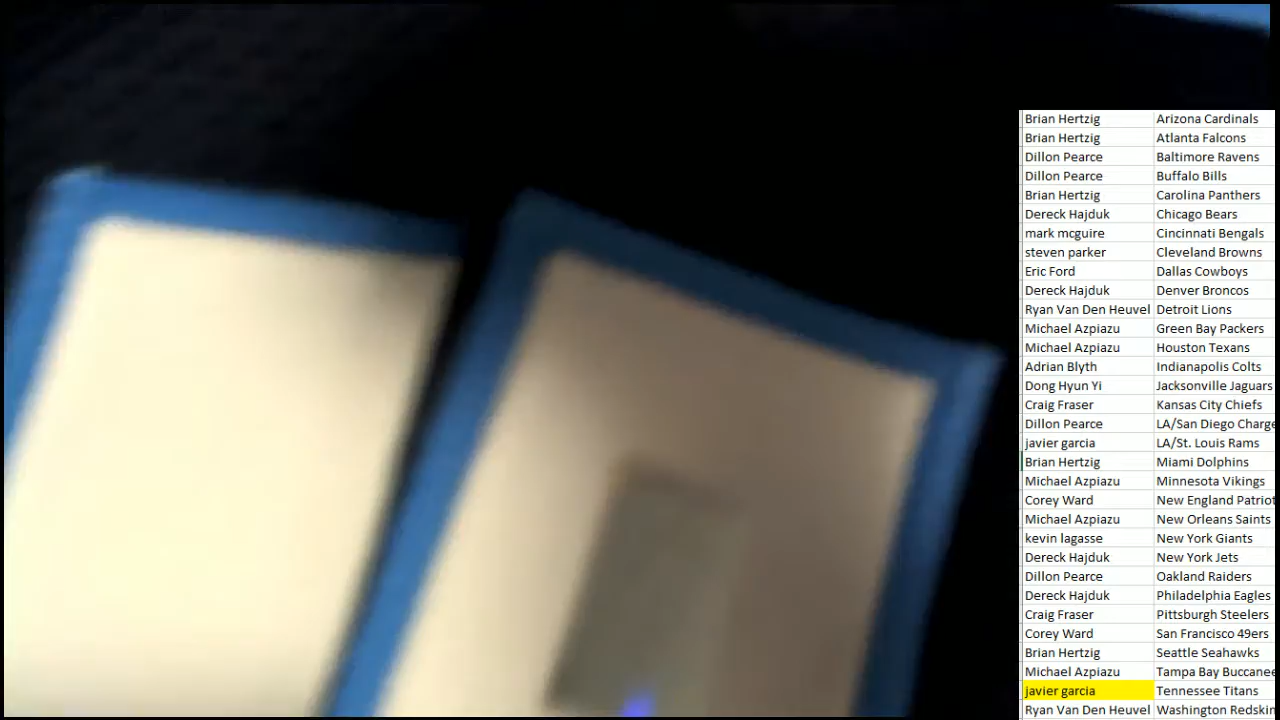 Brian Hertzig Arizona Cardinals
Brian Hertzig Atlanta Falcons
Dillon Pearce Baltimore Ravens
Dillon Pearce Buffalo Bills
Brian Hertzig Carolina Panthers
Dereck Hajduk Chicago Bears
mark mcguire Cincinnati Bengals
steven parker Cleveland Browns
Eric Ford Dallas Cowboys
Dereck Hajduk Denver Broncos
Ryan Van Den Heuvel Detroit Lions
Michael Azpiazu Green Bay Packers
Michael Azpiazu Houston Texans
Adrian Blyth Indianapolis Colts
Dong Hyun Yi Jacksonville Jaguars
Craig Fraser Kansas City Chiefs
Dillon Pearce LA/San Diego Charge
javier garcia LA/St. Louis Rams
Brian Hertzig Miami Dolphins
Michael Azpiazu Minnesota Vikings
Corey Ward New England Patriot
Michael Azpiazu New Orleans Saints
kevin lagasse New York Giants
Dereck Hajduk New York Jets
Dillon Pearce Oakland Raiders
Dereck Hajduk Philadelphia Eagles
Craig Fraser Pittsburgh Steelers
Corey Ward San Francisco 49ers
Brian Hertzig Seattle Seahawks
Michael Azpiazu Tampa Bay Buccanee
javier garcia Tennessee Titans
Ryan Van Den Heuvel Washington Redskin